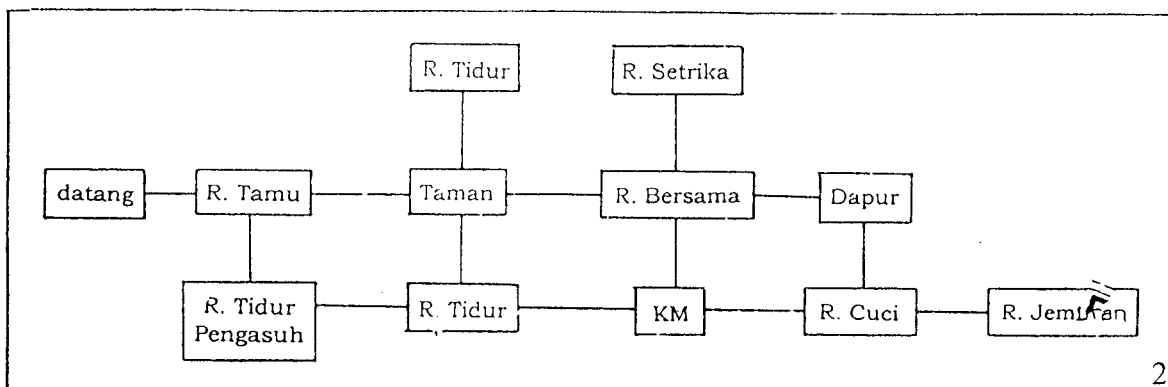 R. Tidur
R. Setrika
datang
R. Tamu
Taman
R. Bersama
Dapur
R. Tidur
Pengasuh
R. Tidur
KM
R. Cuci
R. Jemuran
2